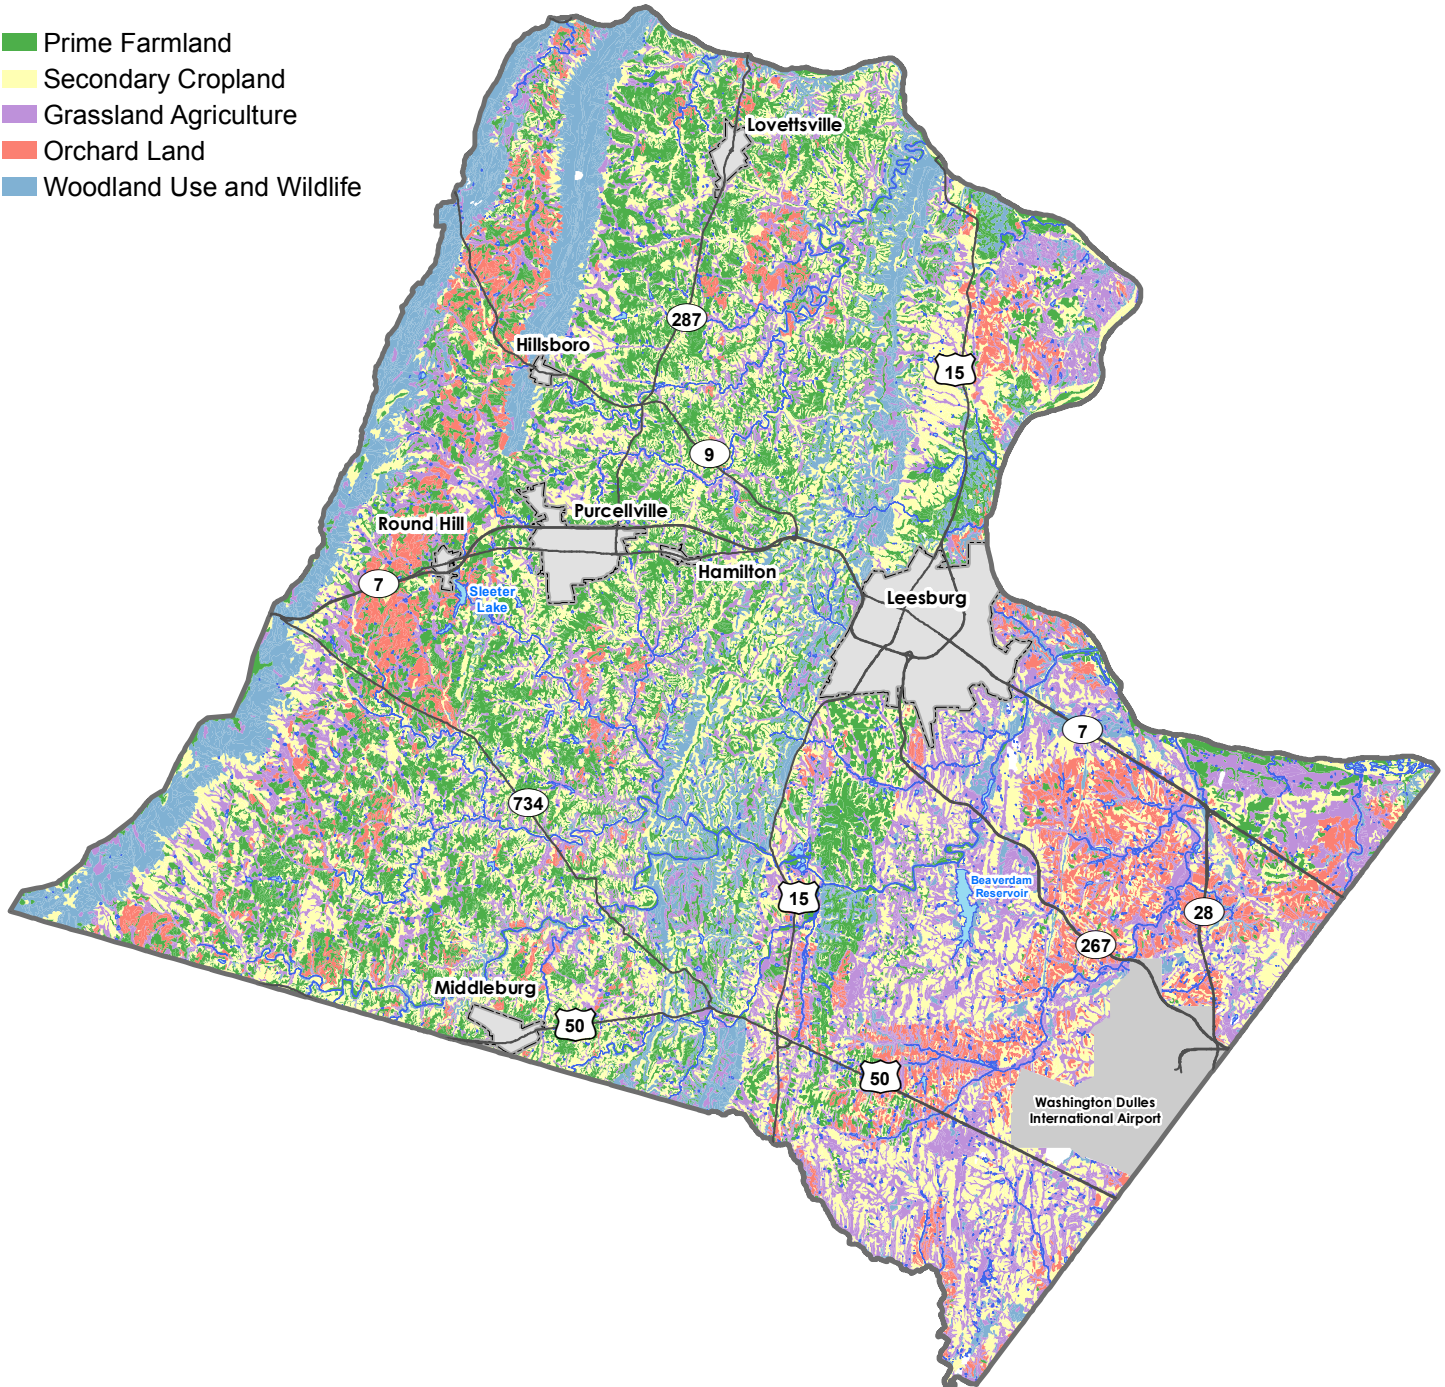 Prime Farmland
Secondary Cropland
Grassland Agriculture
Orchard Land
Woodland Use and Wildlife
Lovettsville
287
Hillsboro
15
9
Purcellville
Round Hill
Hamilton
7
Sleeter
Lake
Leesburg
7
734
15
Beaverdam
Reservoir
28
267
Middleburg
50
50
Washington Dulles
International Airport